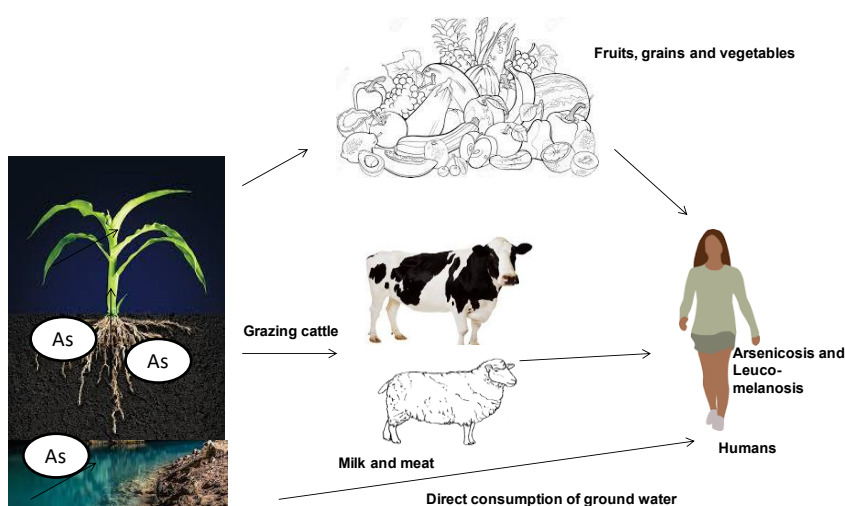 Fruits, grains and vegetables
As
As
Grazing cattle
Arsenicosis and
Leuco-
melanosis
As
Milk and meat
Humans
Direct consumption of ground water